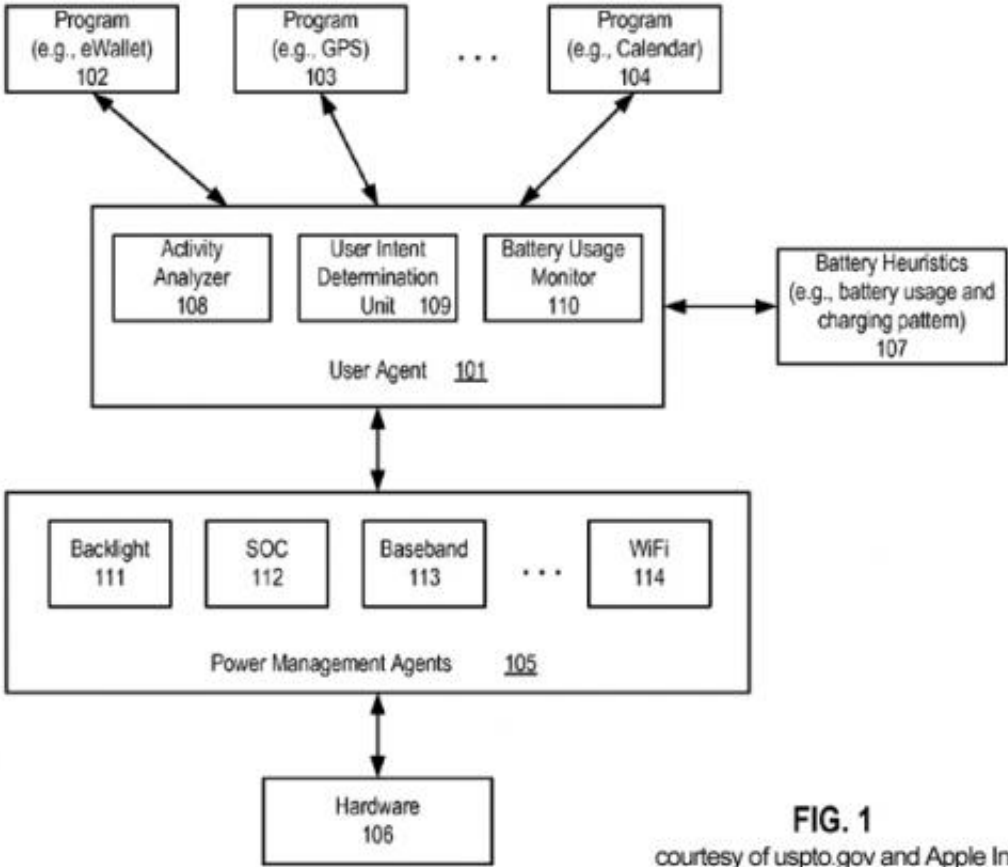 Program
(e.g., eWallet)
102
Program
(e.g., GPS)
103
. . .
Program
(e.g., Calendar)
104
Activity
Analyzer
108
User Intent
Determination
Unit 109
Battery Usage
Monitor
110
User Agent 101
Battery Heuristics
(e.g., battery usage and
charging pattern)
107
Backlight
111
SOC
112
Baseband
113
. . .
WiFi
114
Power Management Agents 105
Hardware
106
FIG. 1
courtesy of uspto.gov and Apple In